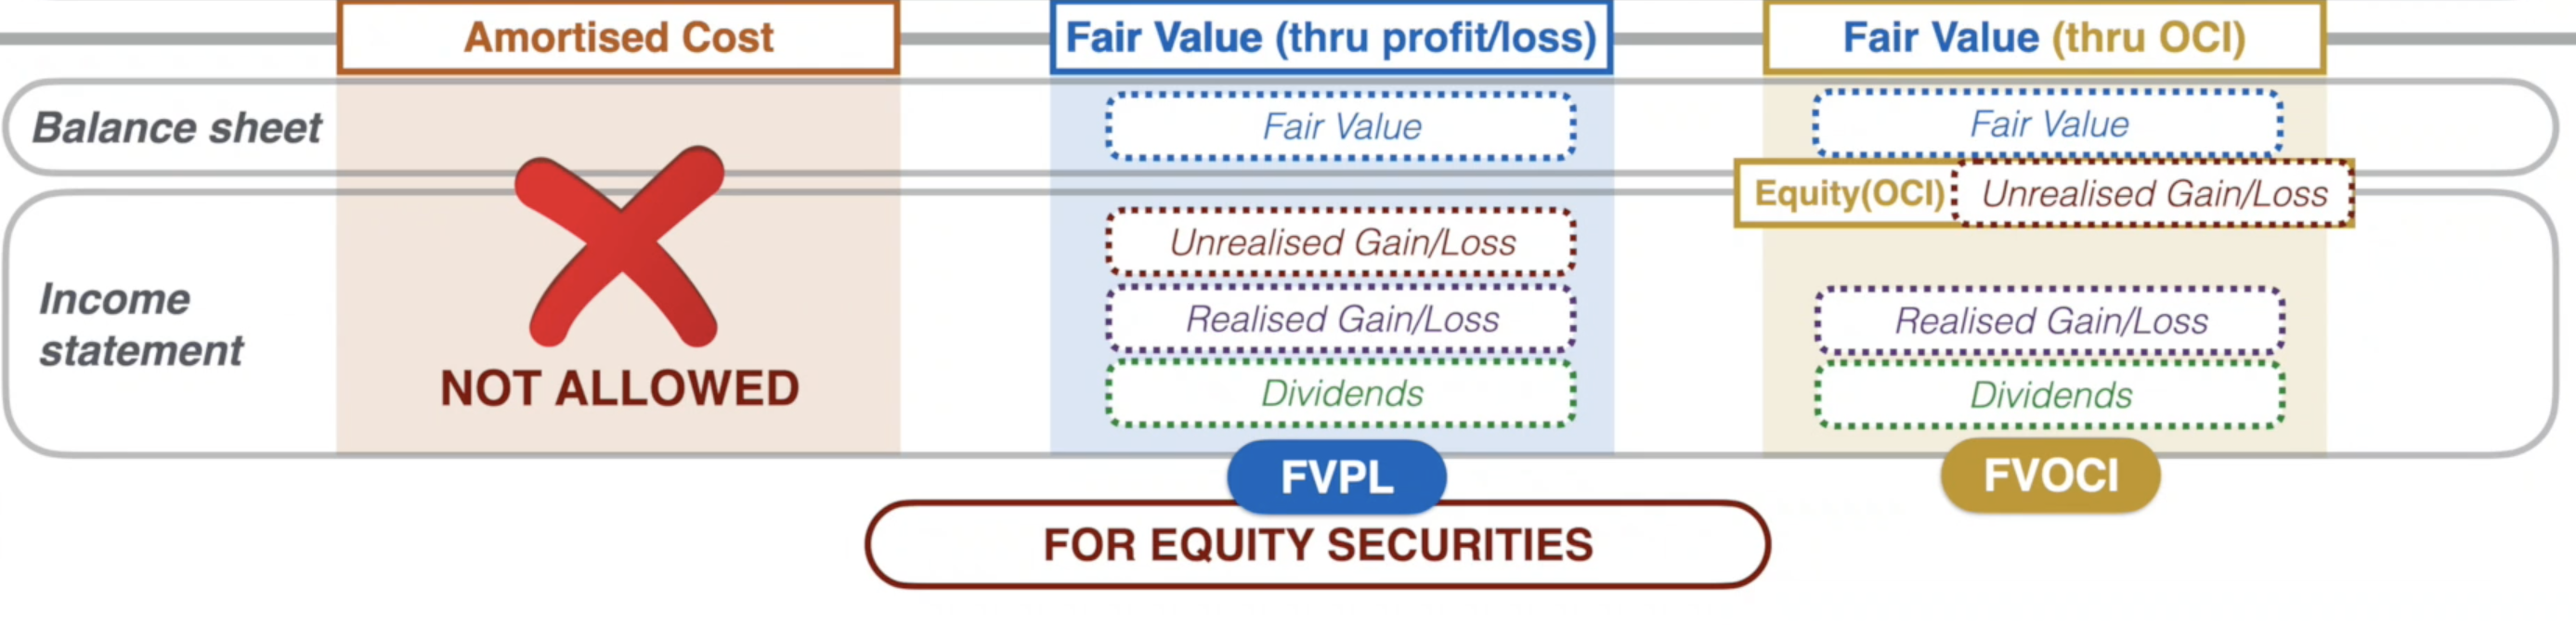 Amortised Cost
Fair Value (thru profit/loss)
Fair Value (thru OCI)
Balance sheet
Fair Value
Fair Value
Equity(OCI) Unrealised Gain/Loss
Income
statement
NOT ALLOWED
Unrealised Gain/Loss
Realised Gain/Loss
Dividends
Realised Gain/Loss
Dividends
FVPL
FVOCI
FOR EQUITY SECURITIES